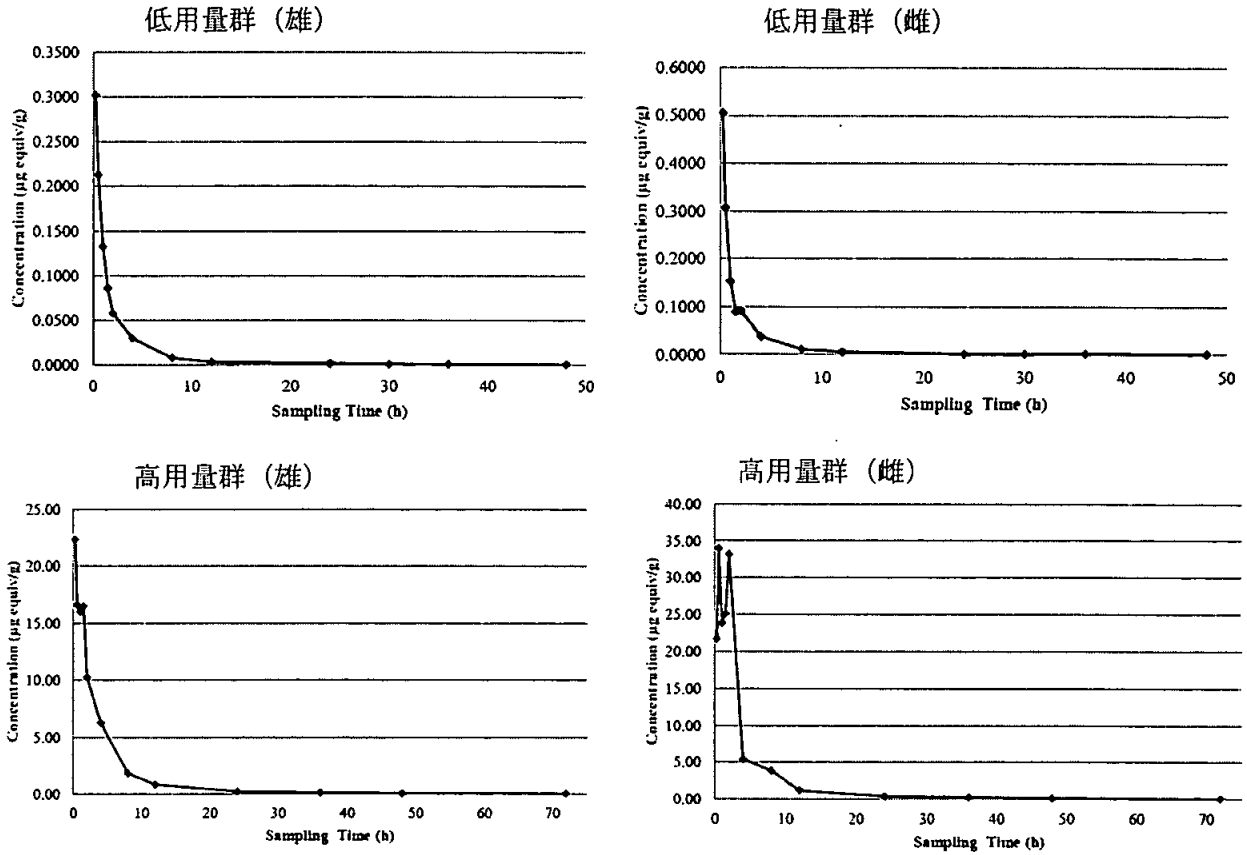 低用量群（雄）
0.3500
0.3000
0.2500
0.2000
0.1500
0.1000
0.0500
0.0000
Concentration (µg equiv/g)
0 10 20 30 40 50
Sampling Time (h)
低用量群（雌）
0.6000
0.5000
0.4000
0.3000
0.2000
0.1000
0.0000
Concentration (µg equiv/g)
0 10 20 30 40 50
Sampling Time (h)
高用量群（雄）
25.00
20.00
15.00
10.00
5.00
0.00
Concentration (µg equiv/g)
0 10 20 30 40 50 60 70
Sampling Time (h)
高用量群（雌）
40.00
35.00
30.00
25.00
20.00
15.00
10.00
5.00
0.00
Concentration (µg equiv/g)
0 10 20 30 40 50 60 70
Sampling Time (h)